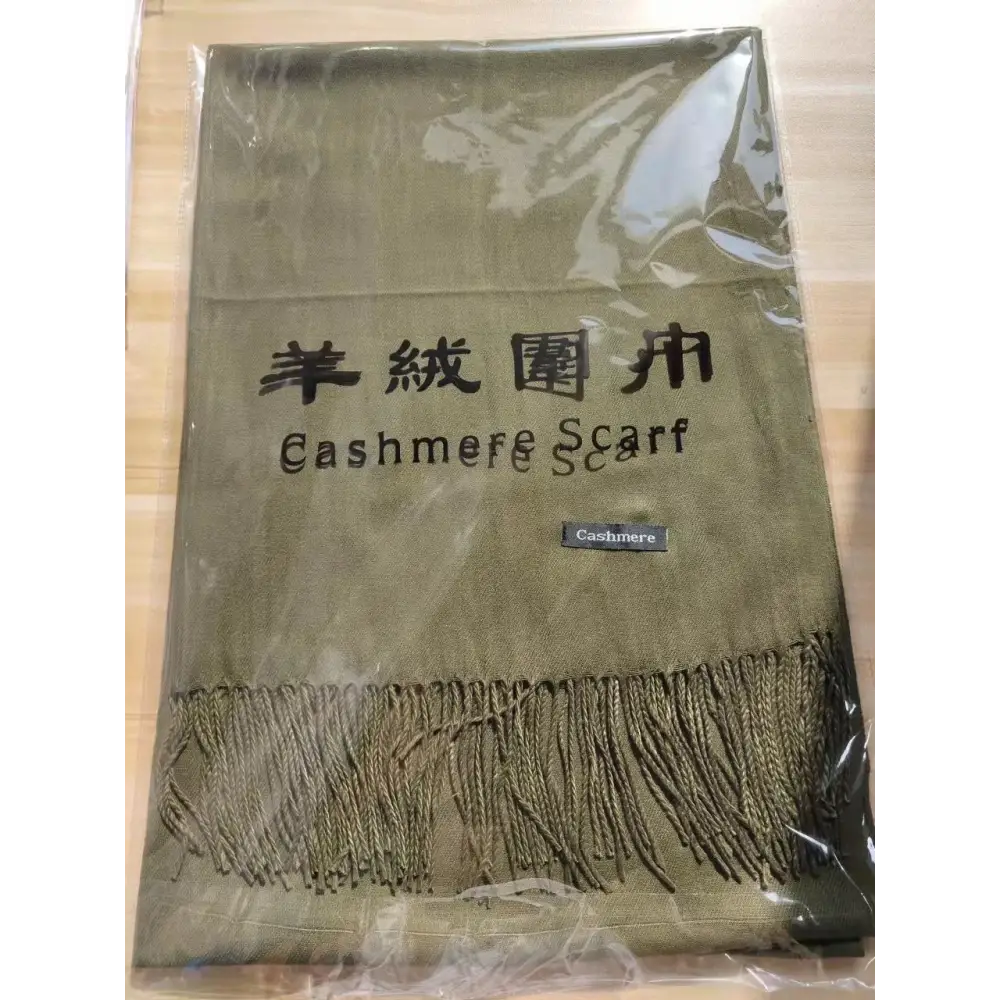 羊絨圍巾
Cashmere Scarf
Cashmere